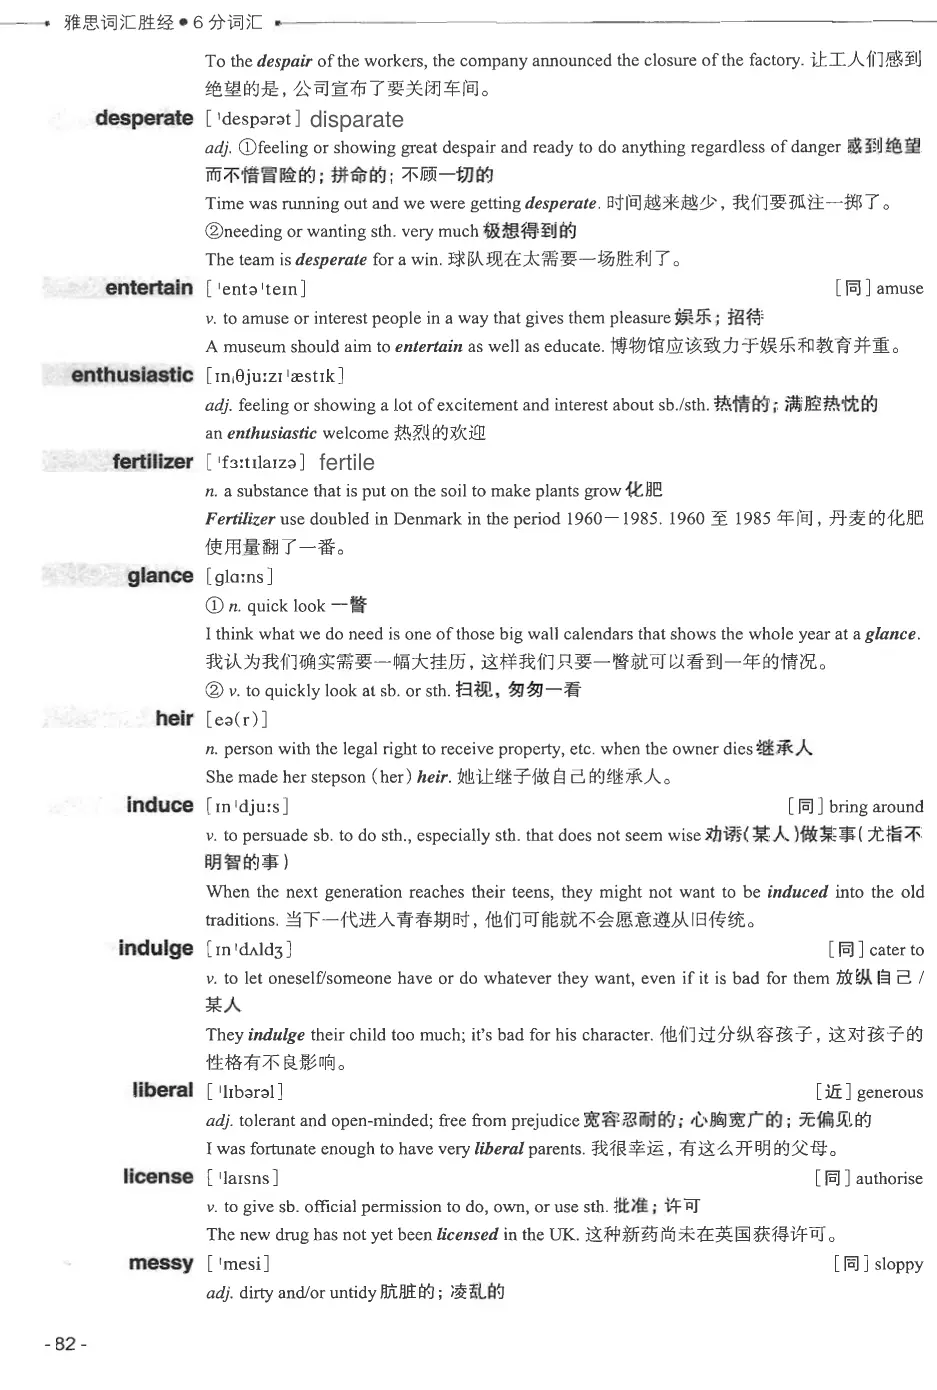 雅思词汇胜经●6分词汇
To the despair of the workers, the company announced the closure of the factory. 让工人们感到
绝望的是，公司宣布了要关闭车间。
desperate [ ˈdespərət ] disparate
adj. ①feeling or showing great despair and ready to do anything regardless of danger 感到绝望
而不惜冒险的；拼命的；不顾一切的
Time was running out and we were getting desperate. 时间越来越少，我们要孤注一掷了。
②needing or wanting sth. very much 极想得到的
The team is desperate for a win. 球队现在太需要一场胜利了。
entertain [ ˈentəˈteɪn ] [同] amuse
v. to amuse or interest people in a way that gives them pleasure 娱乐；招待
A museum should aim to entertain as well as educate. 博物馆应该致力于娱乐和教育并重。
enthusiastic [ ɪnˌθjuːzɪˈæstɪk ]
adj. feeling or showing a lot of excitement and interest about sb./sth. 热情的；满腔热忱的
an enthusiastic welcome 热烈的欢迎
fertilizer [ ˈfɜːtɪlaɪzə ] fertile
n. a substance that is put on the soil to make plants grow 化肥
Fertilizer use doubled in Denmark in the period 1960－1985. 1960 至 1985 年间，丹麦的化肥
使用量翻了一番。
glance [ glɑːns ]
① n. quick look 一瞥
I think what we do need is one of those big wall calendars that shows the whole year at a glance.
我认为我们确实需要一幅大挂历，这样我们只要一瞥就可以看到一年的情况。
② v. to quickly look at sb. or sth. 扫视，匆匆一看
heir [ eə(r) ]
n. person with the legal right to receive property, etc. when the owner dies 继承人
She made her stepson (her) heir. 她让继子做自己的继承人。
induce [ ɪnˈdjuːs ] [同] bring around
v. to persuade sb. to do sth., especially sth. that does not seem wise 劝诱(某人)做某事(尤指不
明智的事)
When the next generation reaches their teens, they might not want to be induced into the old
traditions. 当下一代进入青春期时，他们可能就不会愿意遵从旧传统。
indulge [ ɪnˈdʌldʒ ] [同] cater to
v. to let oneself/someone have or do whatever they want, even if it is bad for them 放纵自己 /
某人
They indulge their child too much; it's bad for his character. 他们过分纵容孩子，这对孩子的
性格有不良影响。
liberal [ ˈlɪbərəl ] [近] generous
adj. tolerant and open-minded; free from prejudice 宽容忍耐的；心胸宽广的；无偏见的
I was fortunate enough to have very liberal parents. 我很幸运，有这么开明的父母。
license [ ˈlaɪsns ] [同] authorise
v. to give sb. official permission to do, own, or use sth. 批准；许可
The new drug has not yet been licensed in the UK. 这种新药尚未在英国获得许可。
messy [ ˈmesi ] [同] sloppy
adj. dirty and/or untidy 肮脏的；凌乱的
- 82 -